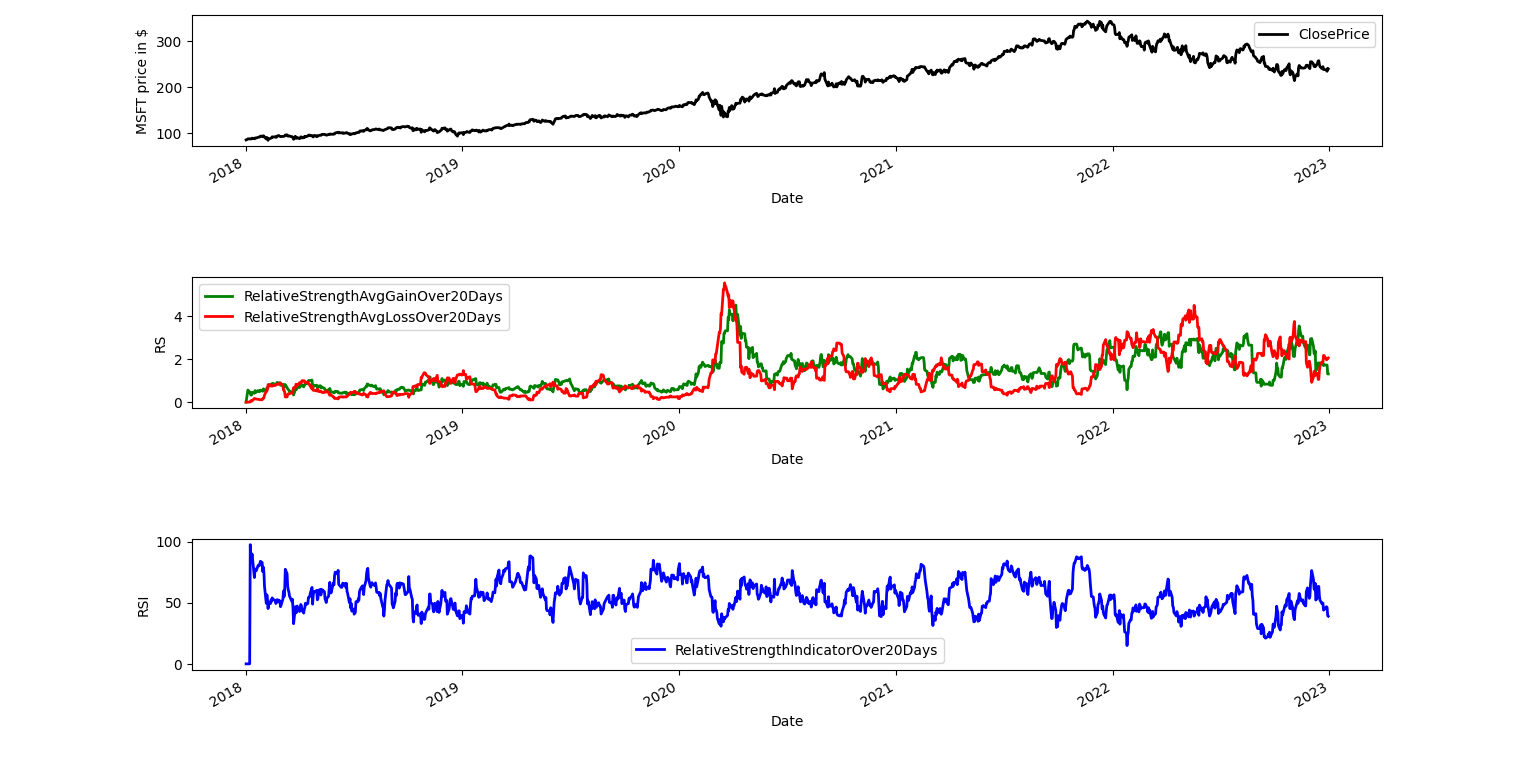 MSFT price in $
300
200
100
ClosePrice
2018
2019
2020
2021
2022
2023
Date
RS
4
2
0
RelativeStrengthAvgGainOver20Days
RelativeStrengthAvgLossOver20Days
2018
2019
2020
2021
2022
2023
Date
RSI
100
50
0
RelativeStrengthIndicatorOver20Days
2018
2019
2020
2021
2022
2023
Date